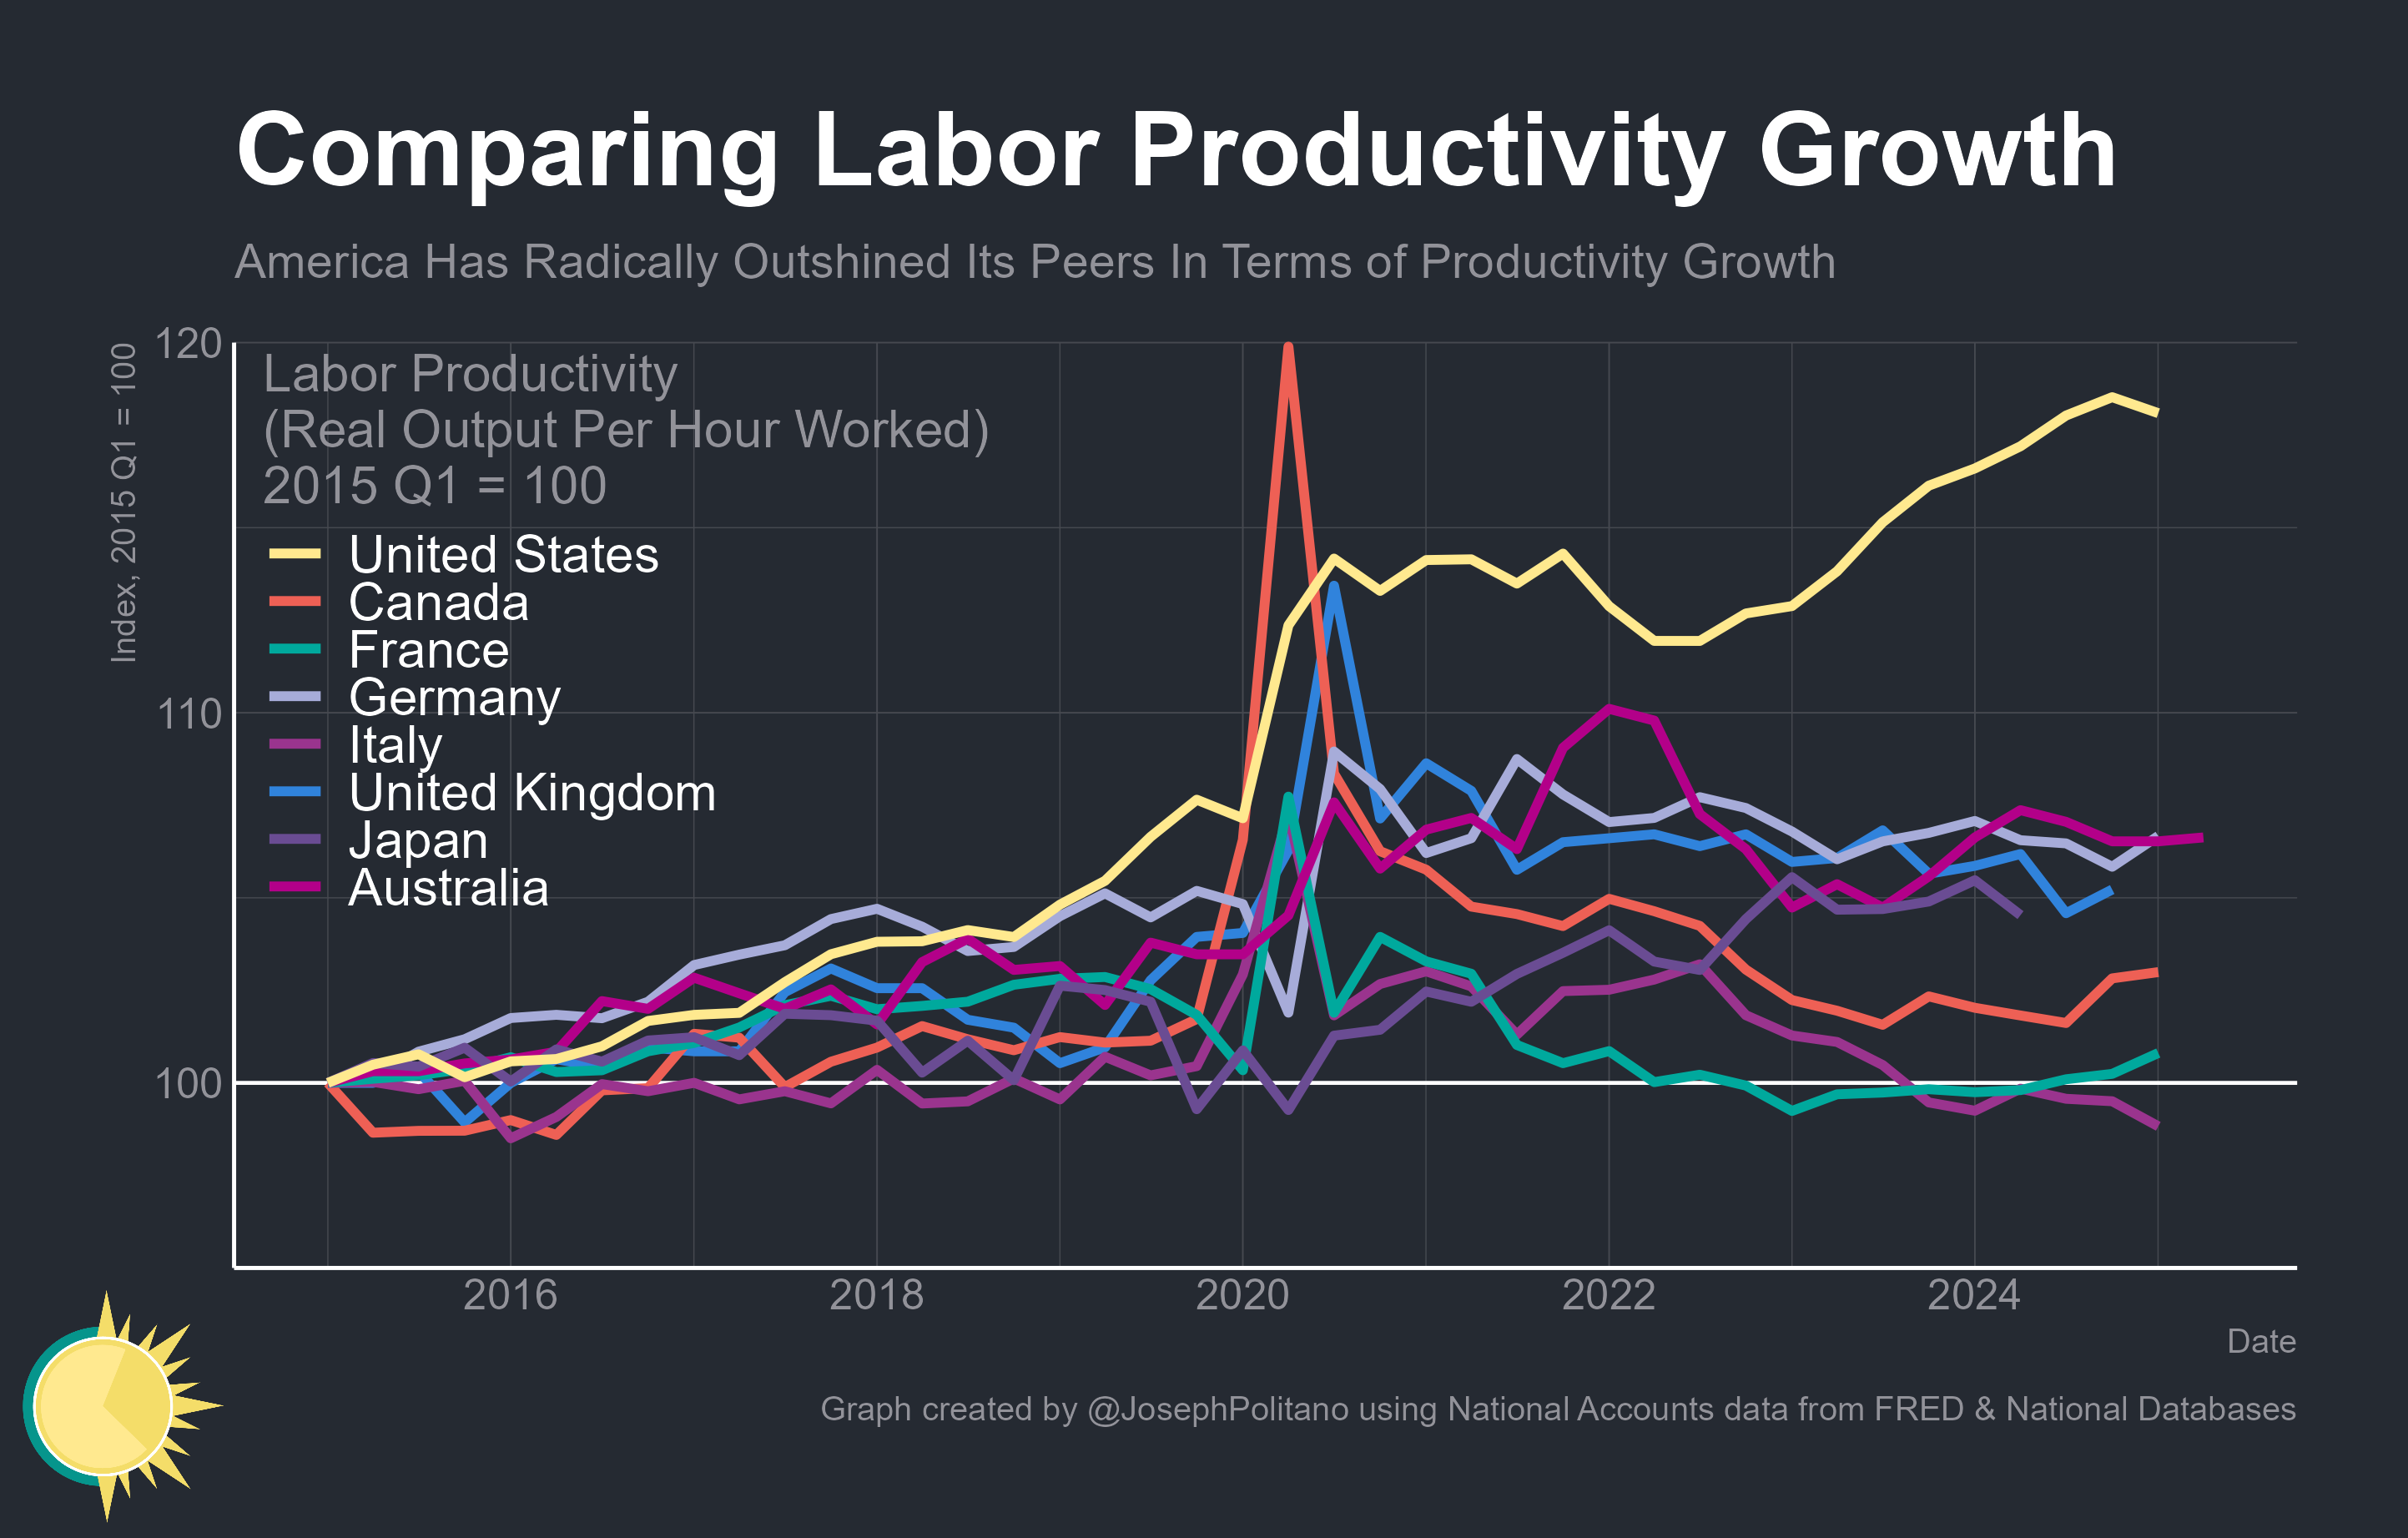 Comparing Labor Productivity Growth
America Has Radically Outshined Its Peers In Terms of Productivity Growth
Index, 2015 Q1 = 100
120
110
100
Labor Productivity
(Real Output Per Hour Worked)
2015 Q1 = 100
United States
Canada
France
Germany
Italy
United Kingdom
Japan
Australia
2016 2018 2020 2022 2024
Date
Graph created by @JosephPolitano using National Accounts data from FRED & National Databases